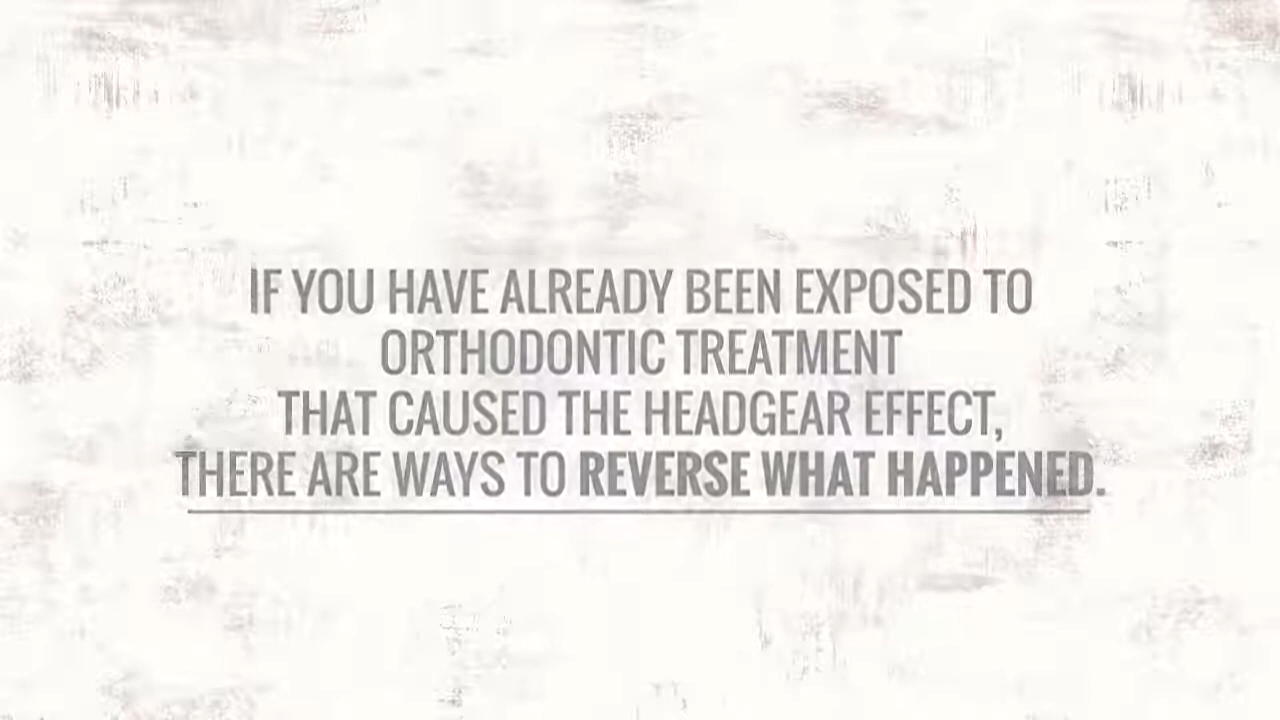 IF YOU HAVE ALREADY BEEN EXPOSED TO
ORTHODONTIC TREATMENT
THAT CAUSED THE HEADGEAR EFFECT,
THERE ARE WAYS TO REVERSE WHAT HAPPENED.